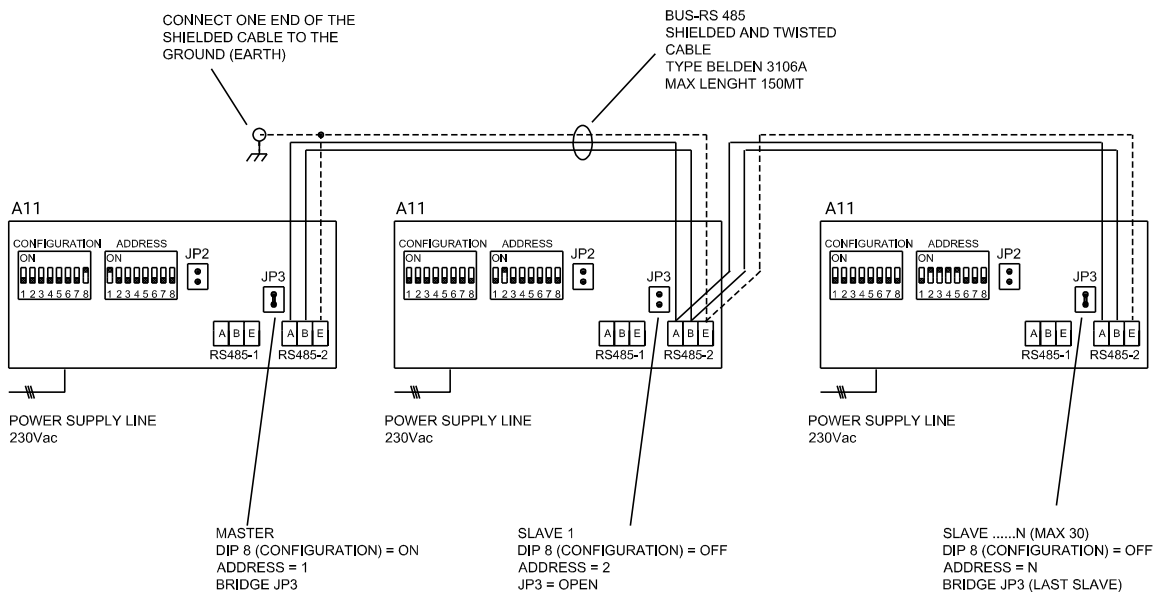 CONNECT ONE END OF THE
SHIELDED CABLE TO THE
GROUND (EARTH)
BUS-RS 485
SHIELDED AND TWISTED
CABLE
TYPE BELDEN 3106A
MAX LENGHT 150MT
A11
CONFIGURATION ADDRESS
ON ON
JP2
1 2 3 4 5 6 7 8 1 2 3 4 5 6 7 8
JP3
A B E A B E
RS485-1 RS485-2
POWER SUPPLY LINE
230Vac
MASTER
DIP 8 (CONFIGURATION) = ON
ADDRESS = 1
BRIDGE JP3
A11
CONFIGURATION ADDRESS
ON ON
JP2
1 2 3 4 5 6 7 8 1 2 3 4 5 6 7 8
JP3
A B E A B E
RS485-1 RS485-2
POWER SUPPLY LINE
230Vac
SLAVE 1
DIP 8 (CONFIGURATION) = OFF
ADDRESS = 2
JP3 = OPEN
A11
CONFIGURATION ADDRESS
ON ON
JP2
1 2 3 4 5 6 7 8 1 2 3 4 5 6 7 8
JP3
A B E A B E
RS485-1 RS485-2
POWER SUPPLY LINE
230Vac
SLAVE ......N (MAX 30)
DIP 8 (CONFIGURATION) = OFF
ADDRESS = N
BRIDGE JP3 (LAST SLAVE)